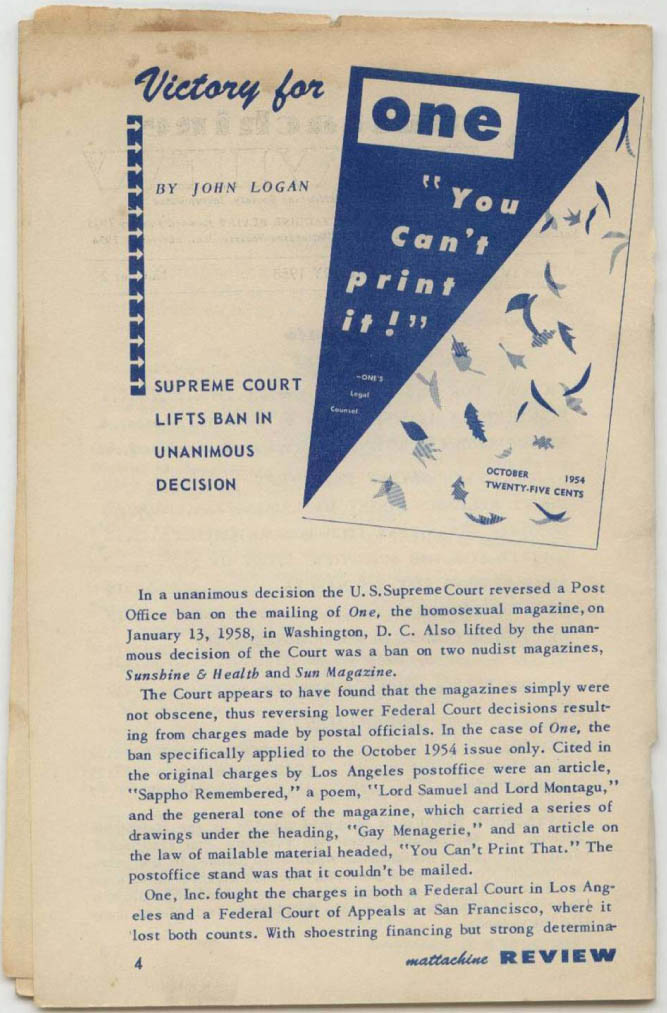 Victory for
BY JOHN LOGAN
SUPREME COURT
LIFTS BAN IN
UNANIMOUS
DECISION
one
"You
Can't
print
it!"
—ONE'S
Legal
Counsel
OCTOBER 1954
TWENTY-FIVE CENTS
In a unanimous decision the U. S. Supreme Court reversed a Post
Office ban on the mailing of One, the homosexual magazine, on
January 13, 1958, in Washington, D. C. Also lifted by the unan-
mous decision of the Court was a ban on two nudist magazines,
Sunshine & Health and Sun Magazine.
The Court appears to have found that the magazines simply were
not obscene, thus reversing lower Federal Court decisions result-
ing from charges made by postal officials. In the case of One, the
ban specifically applied to the October 1954 issue only. Cited in
the original charges by Los Angeles postoffice were an article,
"Sappho Remembered," a poem, "Lord Samuel and Lord Montagu,"
and the general tone of the magazine, which carried a series of
drawings under the heading, "Gay Menagerie," and an article on
the law of mailable material headed, "You Can't Print That." The
postoffice stand was that it couldn't be mailed.
One, Inc. fought the charges in both a Federal Court in Los Ang-
eles and a Federal Court of Appeals at San Francisco, where it
lost both counts. With shoestring financing but strong determina-
4 mattachine REVIEW